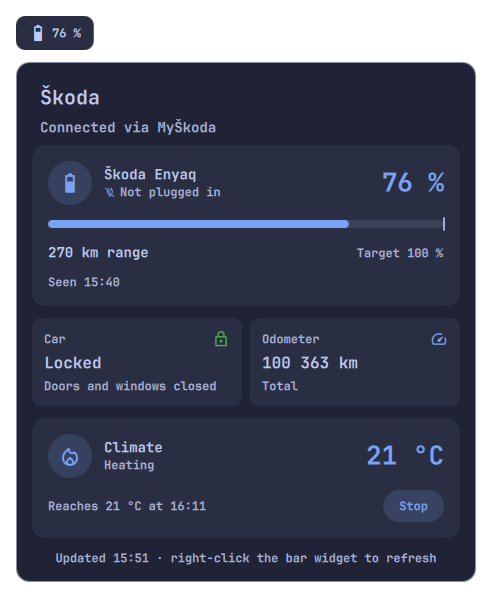 76 %
Škoda
Connected via MyŠkoda
Škoda Enyaq
Not plugged in
76 %
270 km range
Target 100 %
Seen 15:40
Car
Locked
Doors and windows closed
Odometer
100 363 km
Total
Climate
Heating
21 °C
Reaches 21 °C at 16:11
Stop
Updated 15:51 · right-click the bar widget to refresh